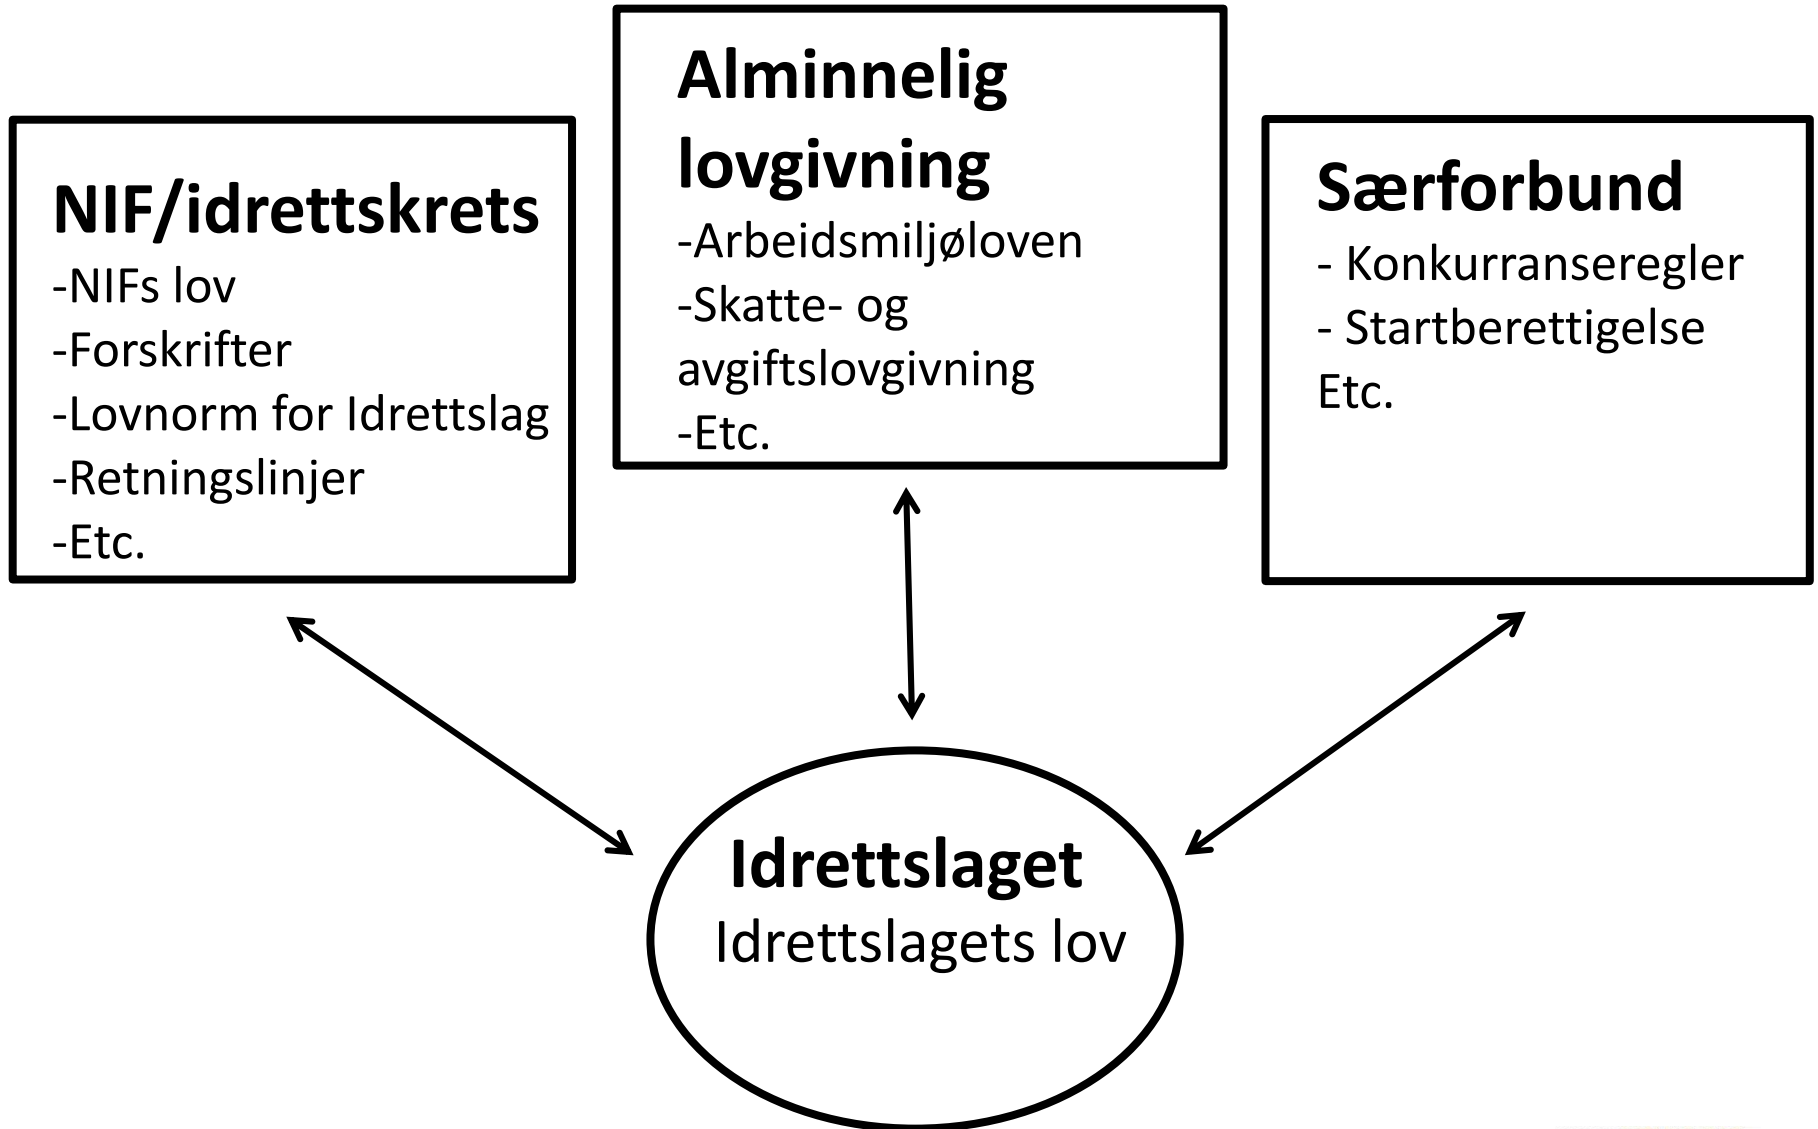 NIF/idrettskrets
-NIFs lov
-Forskrifter
-Lovnorm for Idrettslag
-Retningslinjer
-Etc.
Alminnelig
lovgivning
-Arbeidsmiljøloven
-Skatte- og
avgiftslovgivning
-Etc.
Særforbund
- Konkurranseregler
- Startberettigelse
Etc.
Idrettslaget
Idrettslagets lov